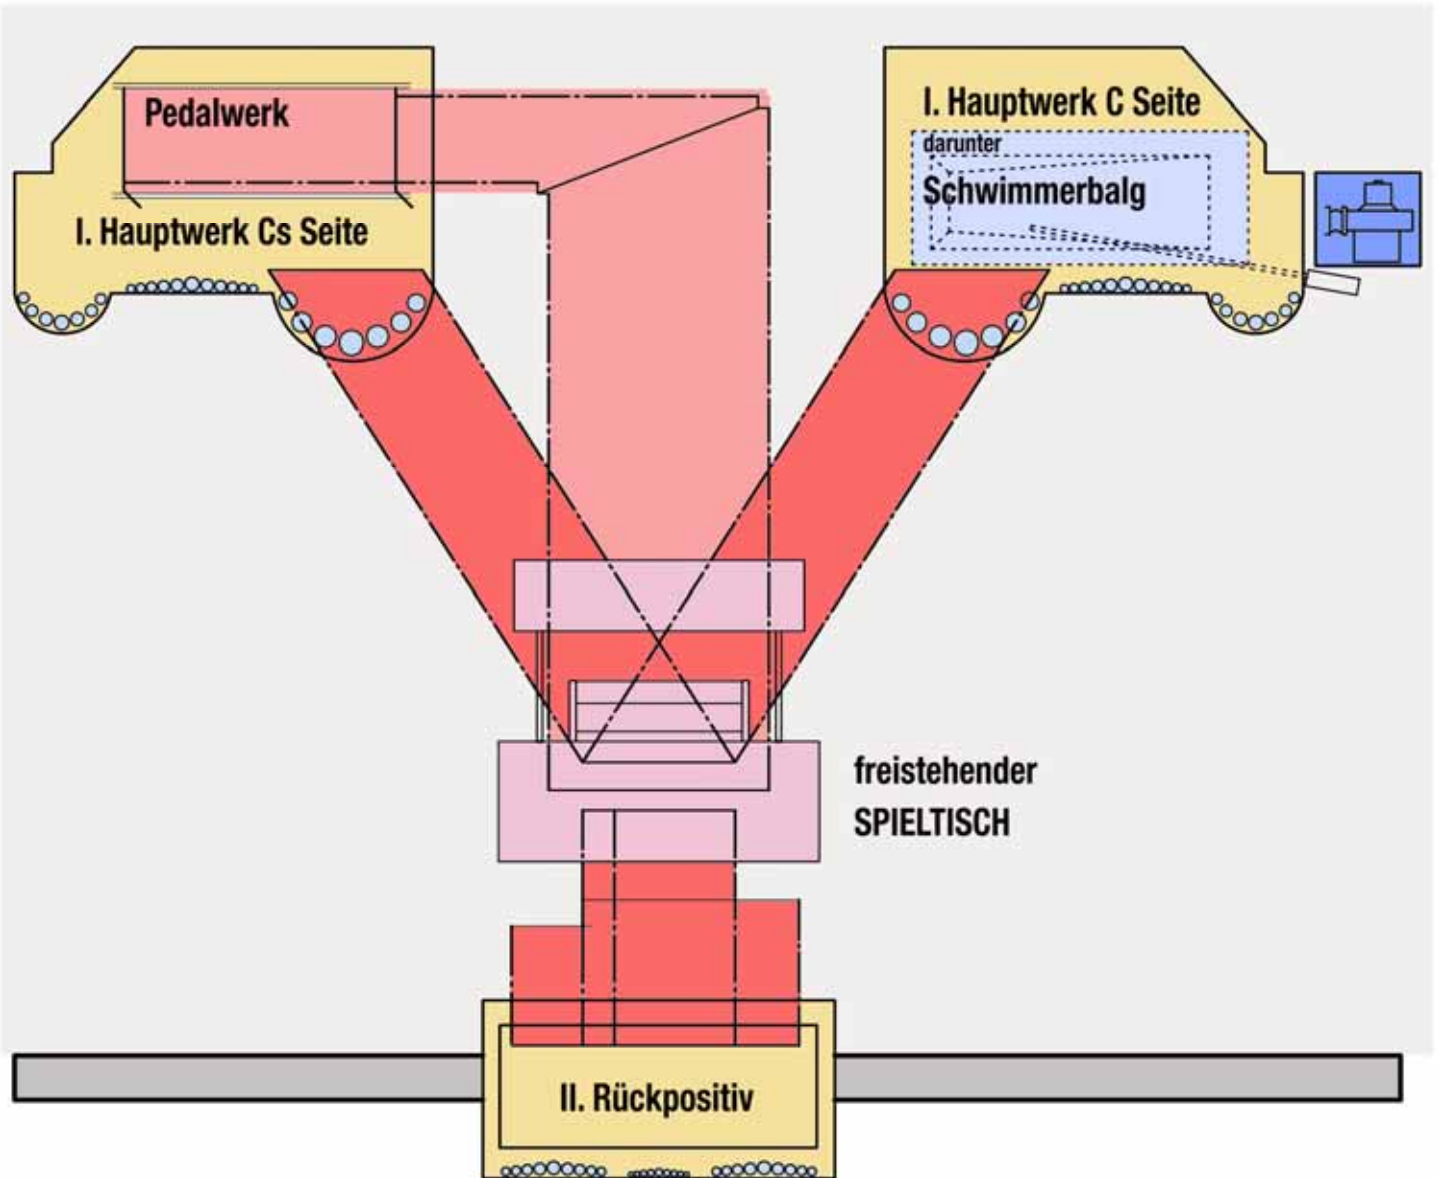 Pedalwerk
I. Hauptwerk Cs Seite
I. Hauptwerk C Seite
darunter
Schwimmerbalg
freistehender
SPIELTISCH
II. Rückpositiv